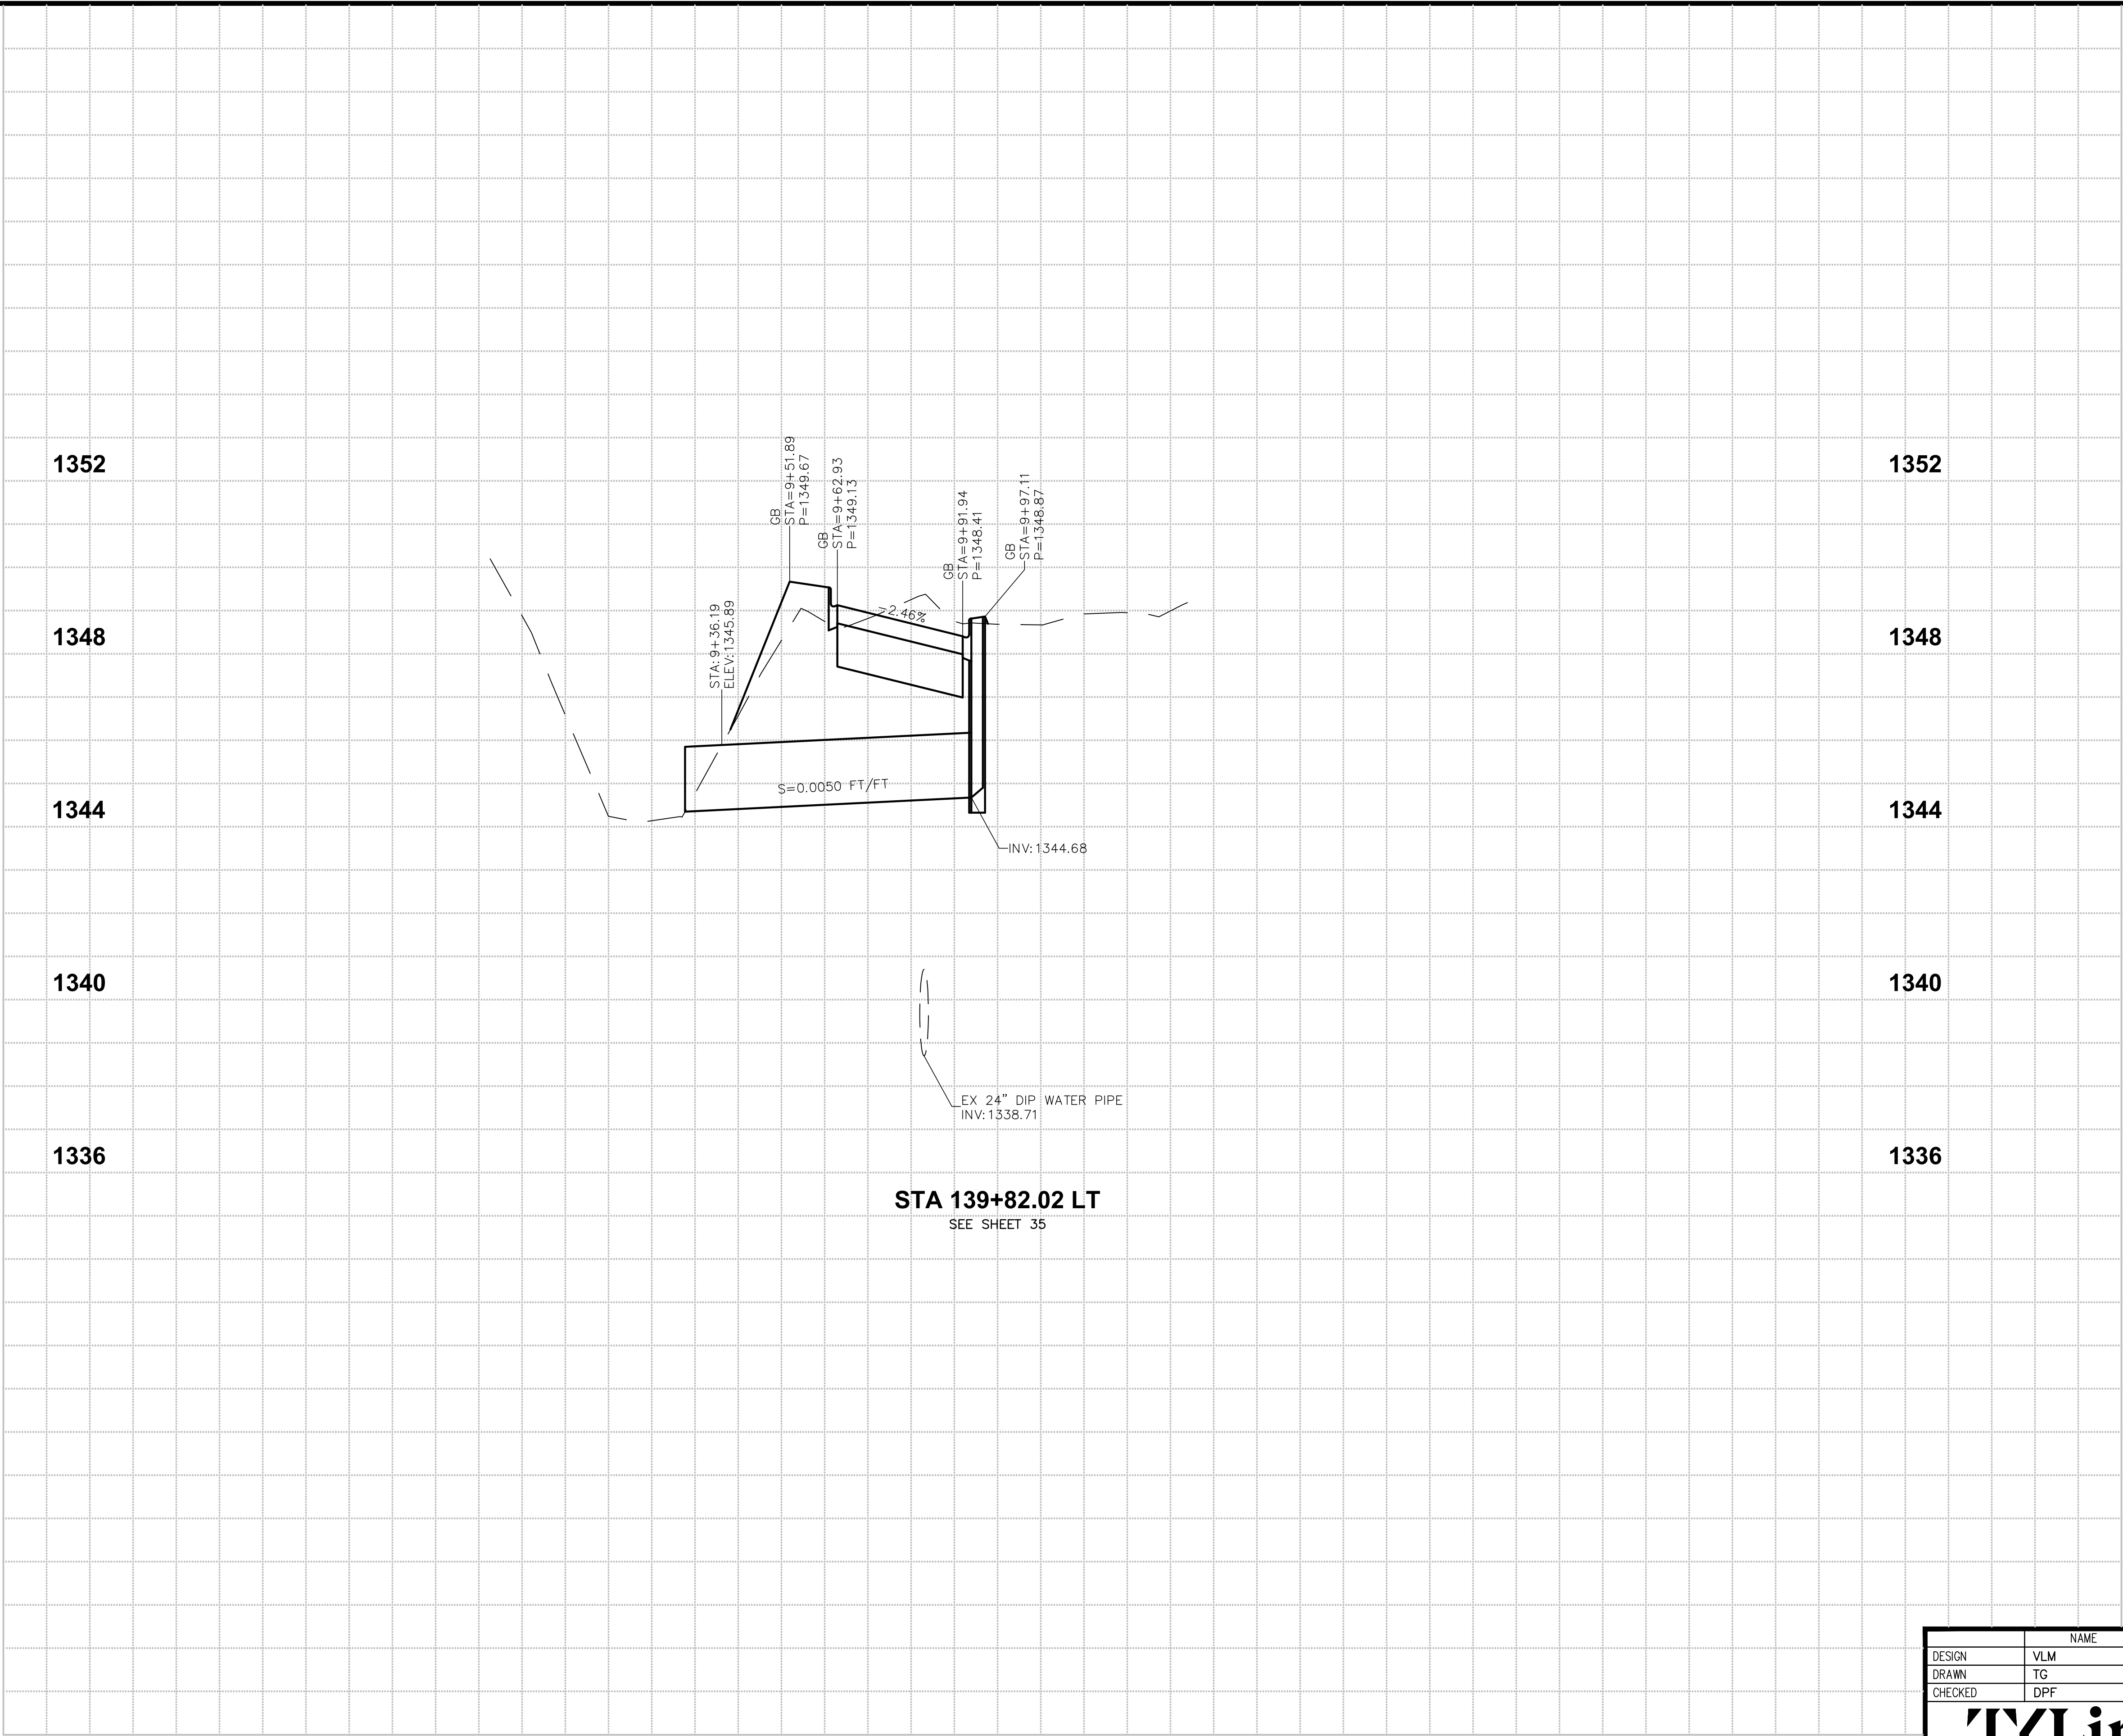 1352
1352
GB
STA=9+51.89
P=1349.67
GB
STA=9+62.93
P=1349.13
GB
STA=9+91.94
P=1348.41
GB
STA=9+97.11
P=1348.87
-2.46%
STA:9+36.19
ELEV:1345.89
1348
1348
S=0.0050 FT/FT
1344
1344
INV:1344.68
1340
1340
EX 24" DIP WATER PIPE
INV:1338.71
1336
1336
STA 139+82.02 LT
SEE SHEET 35
NAME
DESIGN VLM
DRAWN TG
CHECKED DPF